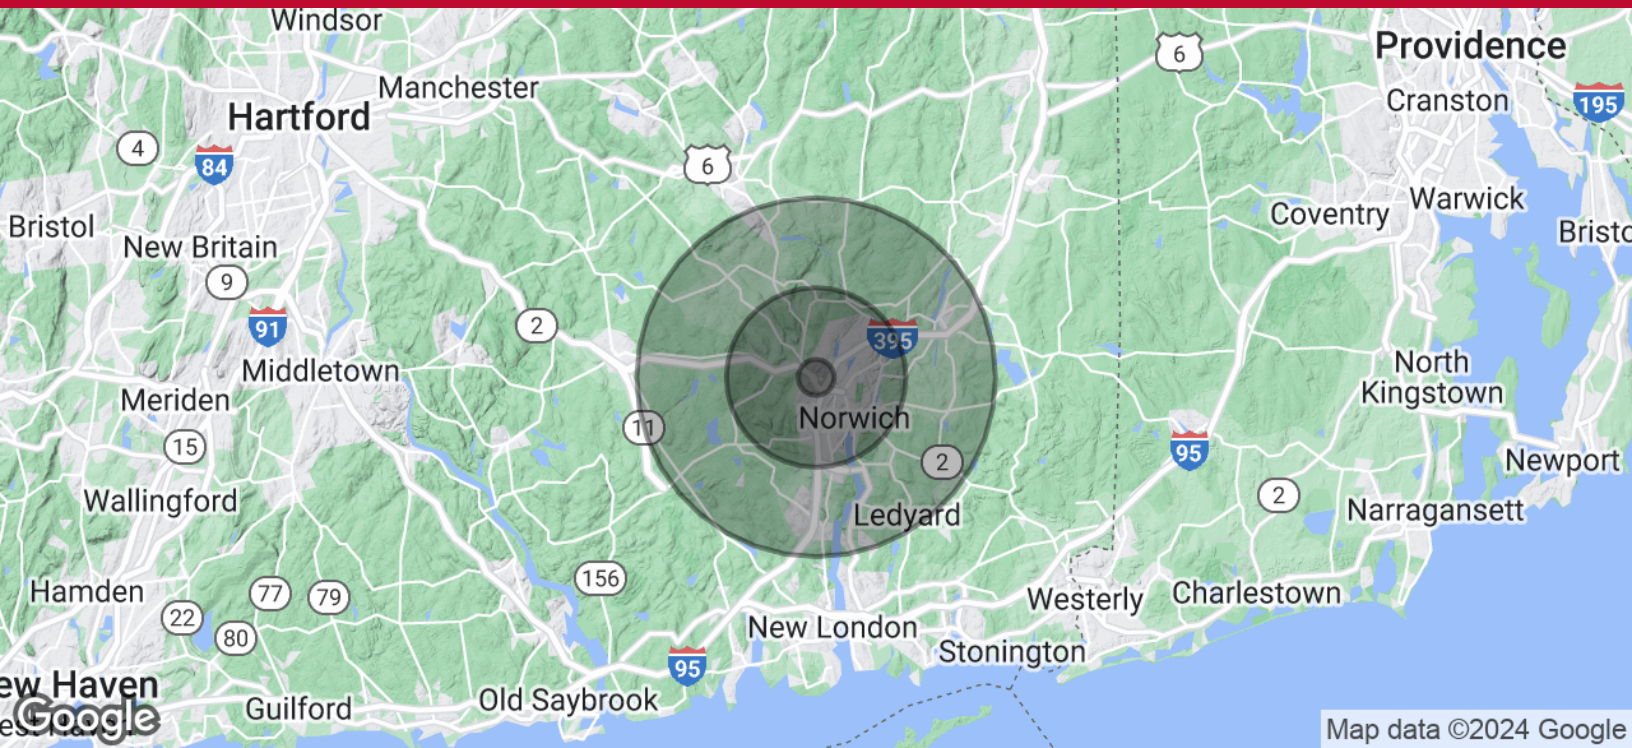 Windsor
Providence
6
Manchester
195
Cranston
Hartford
4
84
6
Warwick
Coventry
Bristol
Bristo
New Britain
9
91
2
395
North
Kingstown
Middletown
Meriden
Norwich
11
15
2
95
Newport
Wallingford
2
Narragansett
Ledyard
156
Hamden
77
79
Westerly
Charlestown
22
80
New London
Stonington
95
ew Haven
Old Saybrook
Guilford
Google
Map data ©2024 Google